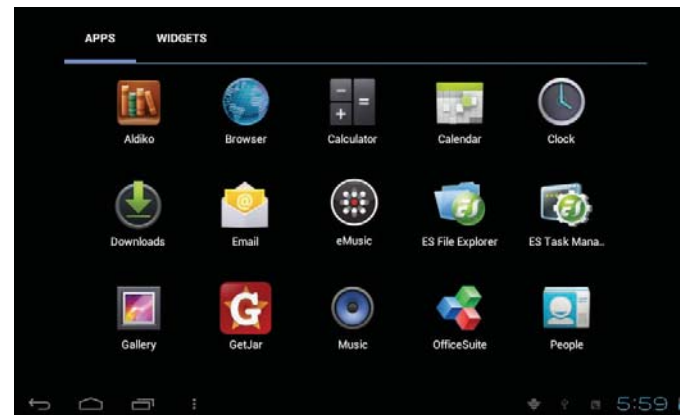 APPS WIDGETS
Aldiko Browser Calculator Calendar Clock
Downloads Email eMusic ES File Explorer ES Task Mana..
G
Gallery GetJar Music OfficeSuite People
5:59